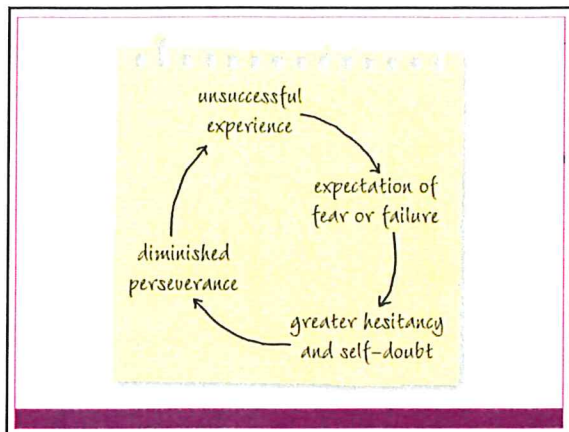 unsuccessful
experience
expectation of
fear or failure
greater hesitancy
and self-doubt
diminished
perseverance